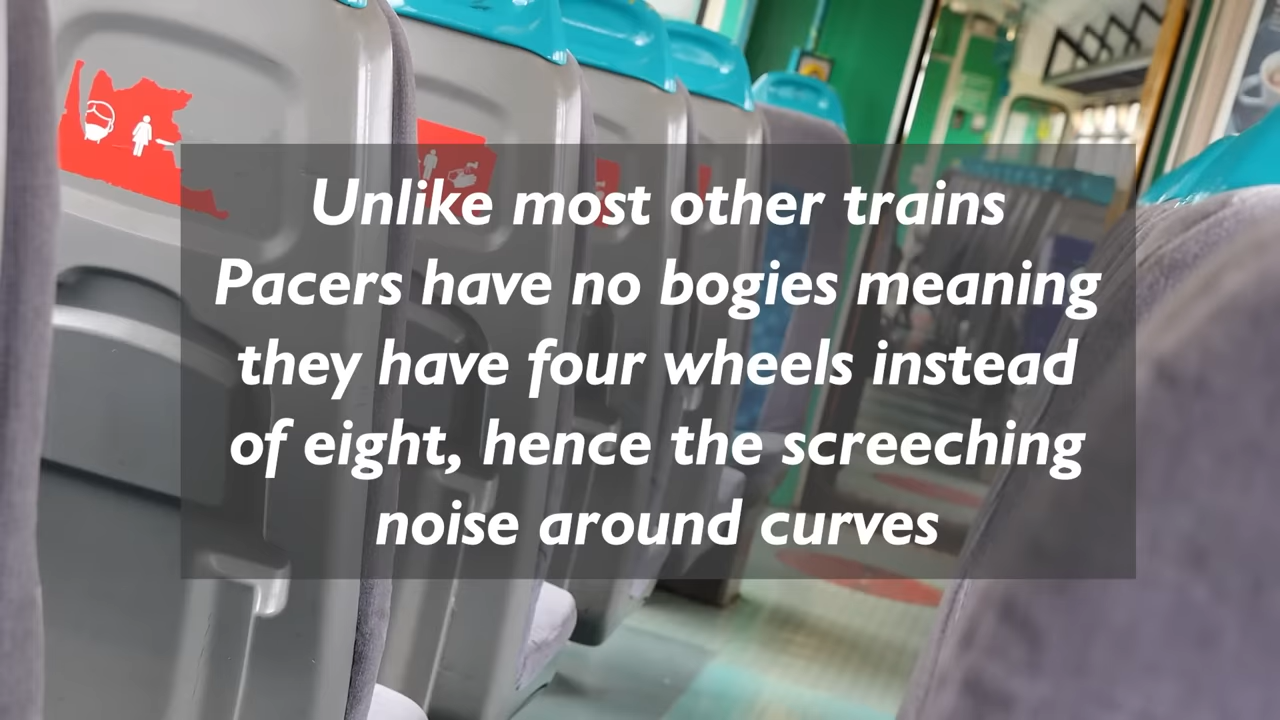 Unlike most other trains
Pacers have no bogies meaning
they have four wheels instead
of eight, hence the screeching
noise around curves